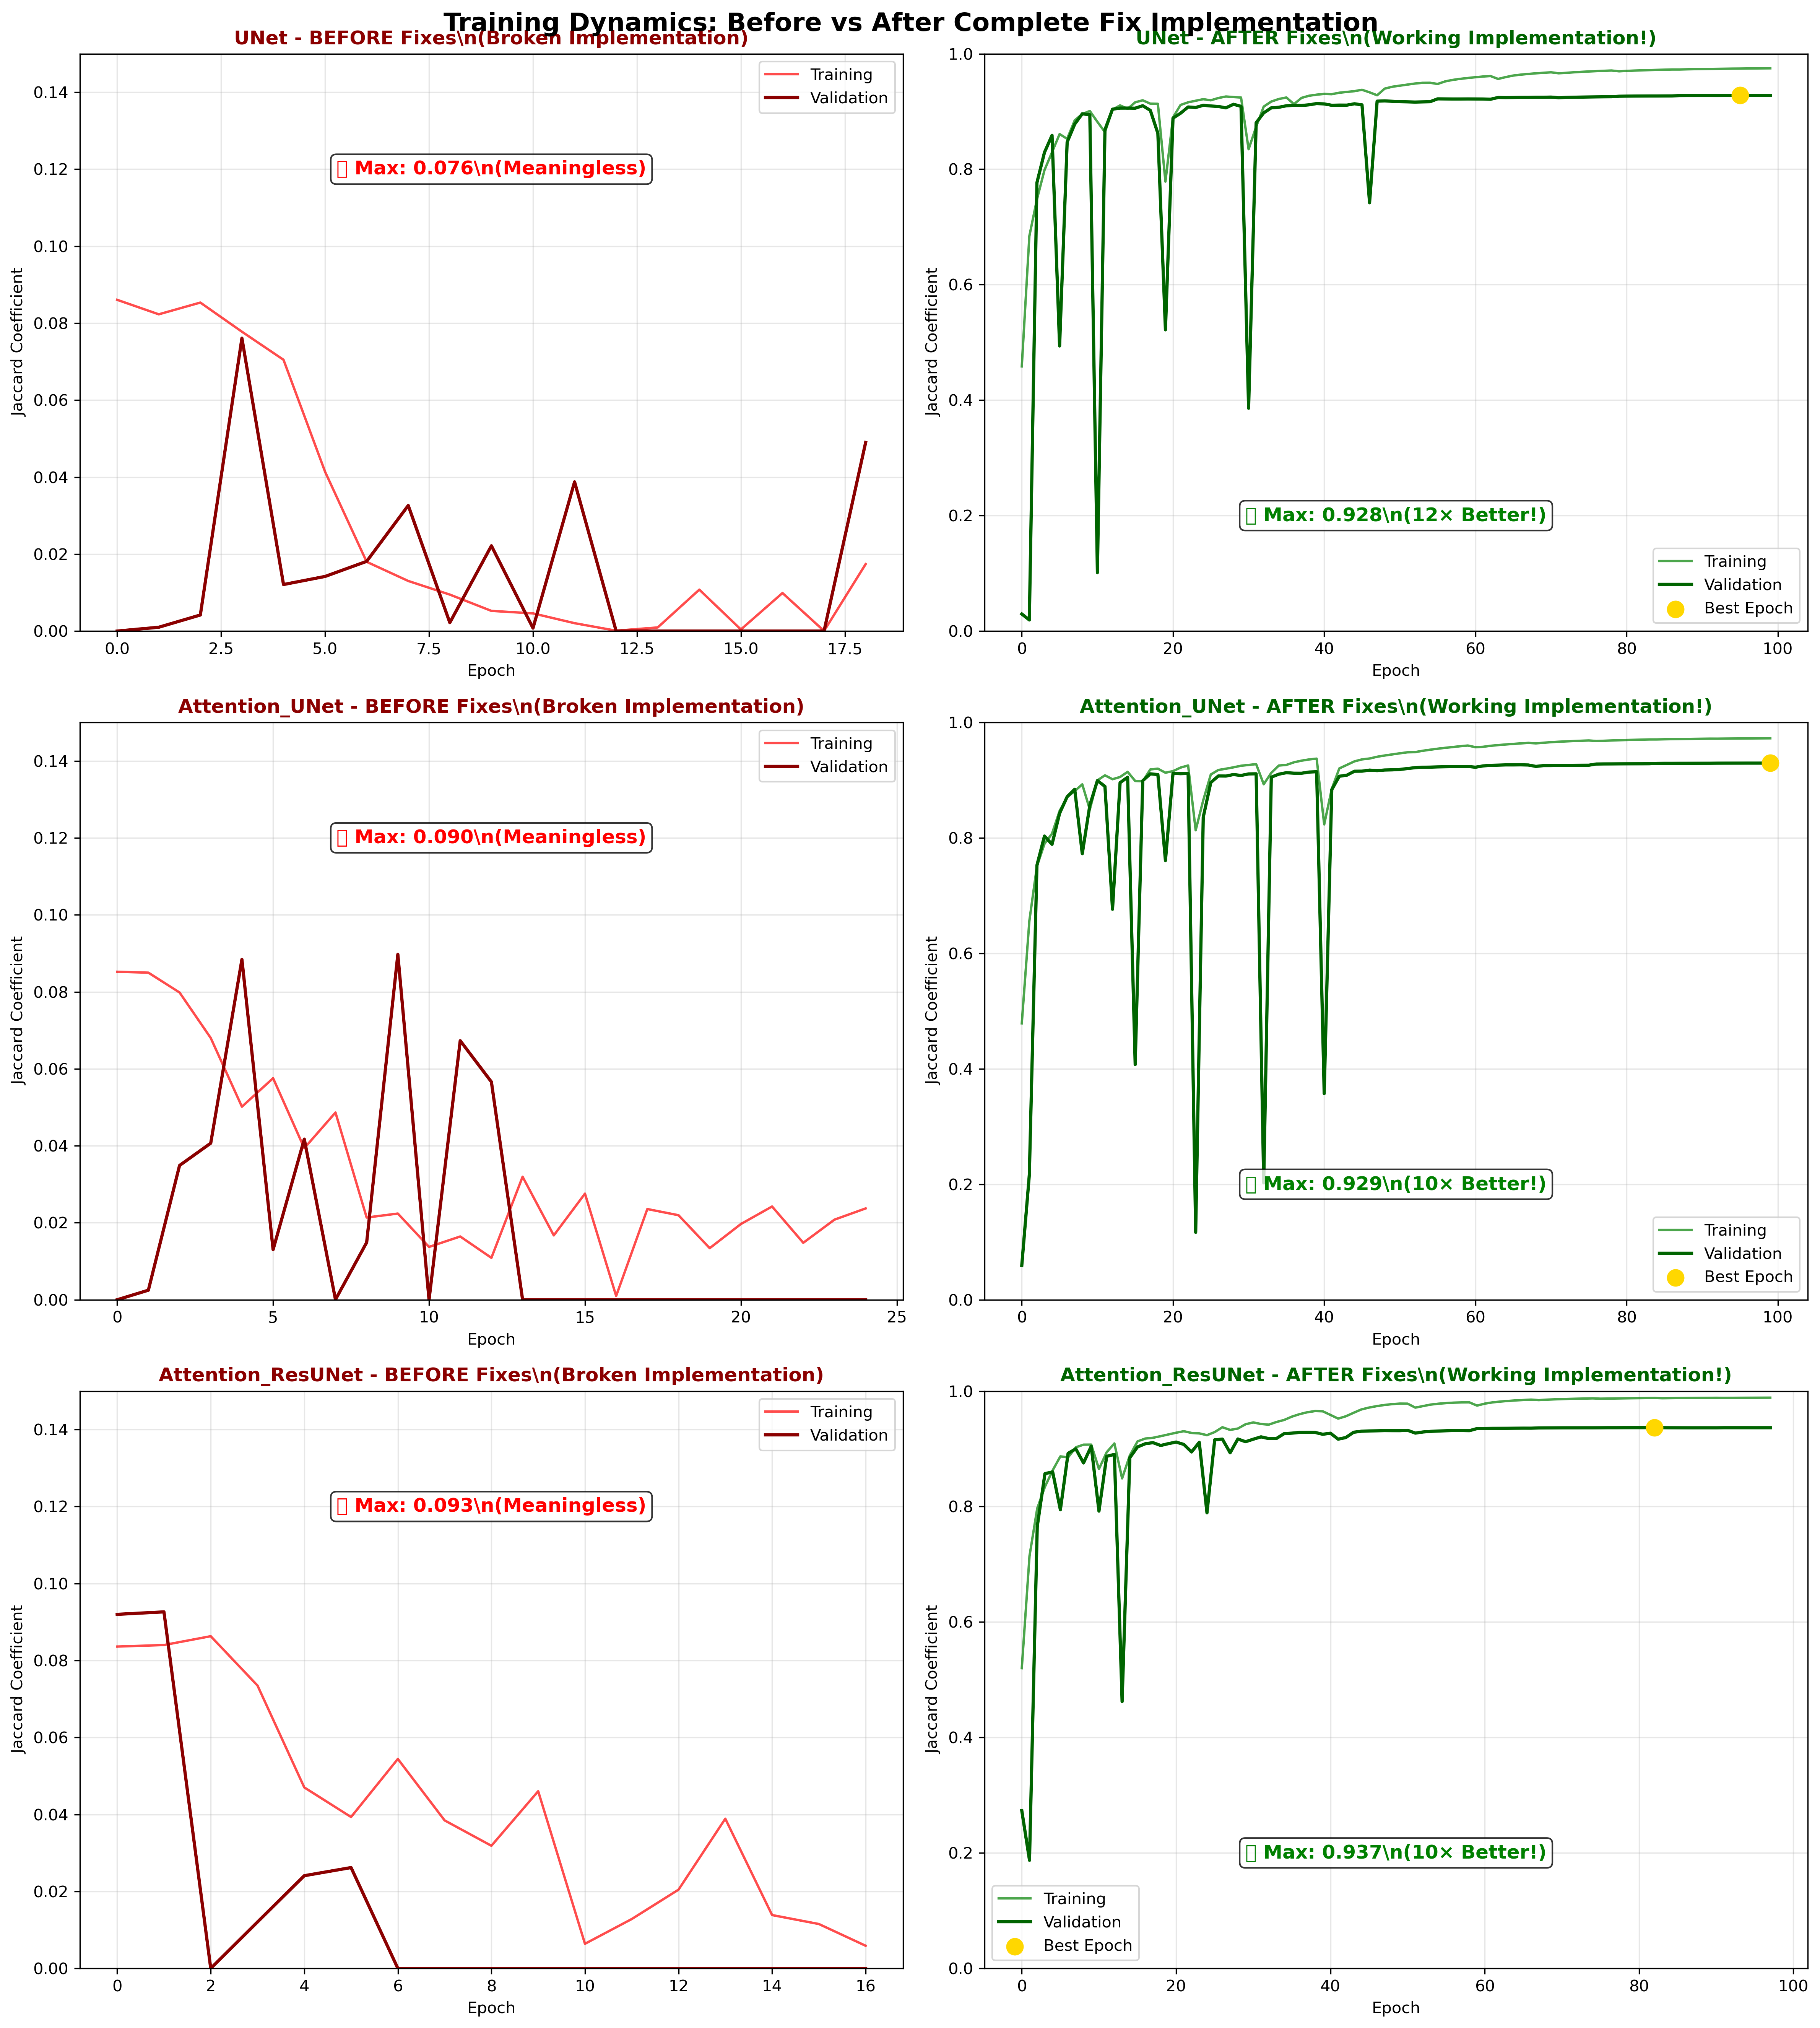 Training Dynamics: Before vs After Complete Fix Implementation
UNet - BEFORE Fixes\n(Broken Implementation)
Training
Validation
Max: 0.076\n(Meaningless)
Jaccard Coefficient
0.14
0.12
0.10
0.08
0.06
0.04
0.02
0.00
0.0 2.5 5.0 7.5 10.0 12.5 15.0 17.5
Epoch
UNet - AFTER Fixes\n(Working Implementation!)
Jaccard Coefficient
1.0
0.8
0.6
0.4
0.2
0.0
Max: 0.928\n(12× Better!)
Training
Validation
Best Epoch
0 20 40 60 80 100
Epoch
Attention_UNet - BEFORE Fixes\n(Broken Implementation)
Training
Validation
Max: 0.090\n(Meaningless)
Jaccard Coefficient
0.14
0.12
0.10
0.08
0.06
0.04
0.02
0.00
0 5 10 15 20 25
Epoch
Attention_UNet - AFTER Fixes\n(Working Implementation!)
Jaccard Coefficient
1.0
0.8
0.6
0.4
0.2
0.0
Max: 0.929\n(10× Better!)
Training
Validation
Best Epoch
0 20 40 60 80 100
Epoch
Attention_ResUNet - BEFORE Fixes\n(Broken Implementation)
Training
Validation
Max: 0.093\n(Meaningless)
Jaccard Coefficient
0.14
0.12
0.10
0.08
0.06
0.04
0.02
0.00
0 2 4 6 8 10 12 14 16
Epoch
Attention_ResUNet - AFTER Fixes\n(Working Implementation!)
Jaccard Coefficient
1.0
0.8
0.6
0.4
0.2
0.0
Max: 0.937\n(10× Better!)
Training
Validation
Best Epoch
0 20 40 60 80 100
Epoch